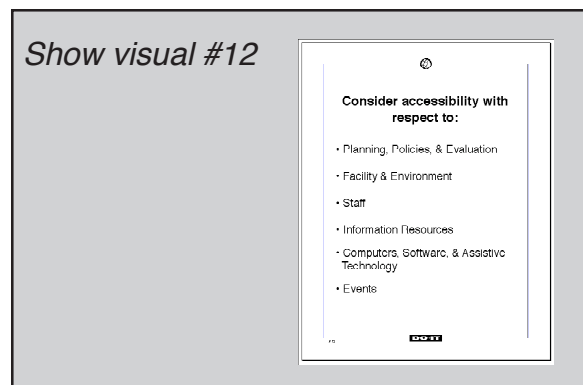 Show visual #12
Consider accessibility with
respect to:
• Planning, Policies, & Evaluation
• Facility & Environment
• Staff
• Information Resources
• Computers, Software, & Assistive
Technology
• Events
DO-IT